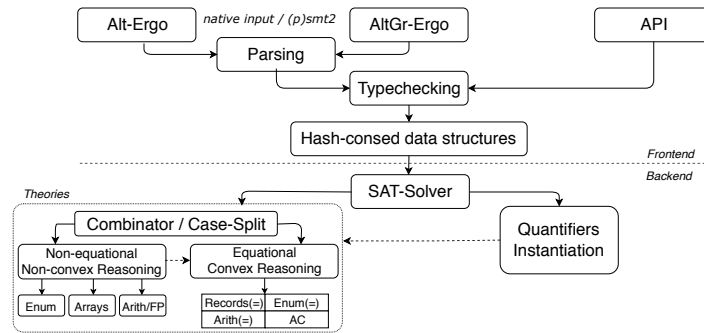 Alt-Ergo
native input / (p)smt2
AltGr-Ergo
API
Parsing
Typechecking
Hash-consed data structures
Frontend
Backend
Theories
SAT-Solver
Combinator / Case-Split
Quantifiers
Instantiation
Non-equational
Non-convex Reasoning
Equational
Convex Reasoning
Enum
Arrays
Arith/FP
Records(=)
Enum(=)
Arith(=)
AC